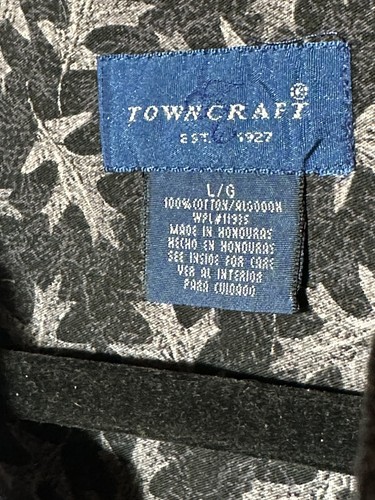 TOWNCRAFT®
EST. 1927
L/G
100% COTTON/ALGODON
WPL#11935
MADE IN HONDURAS
HECHO EN HONDURAS
SEE INSIDE FOR CARE
VER AL INTERIOR
PARA CUIDADO